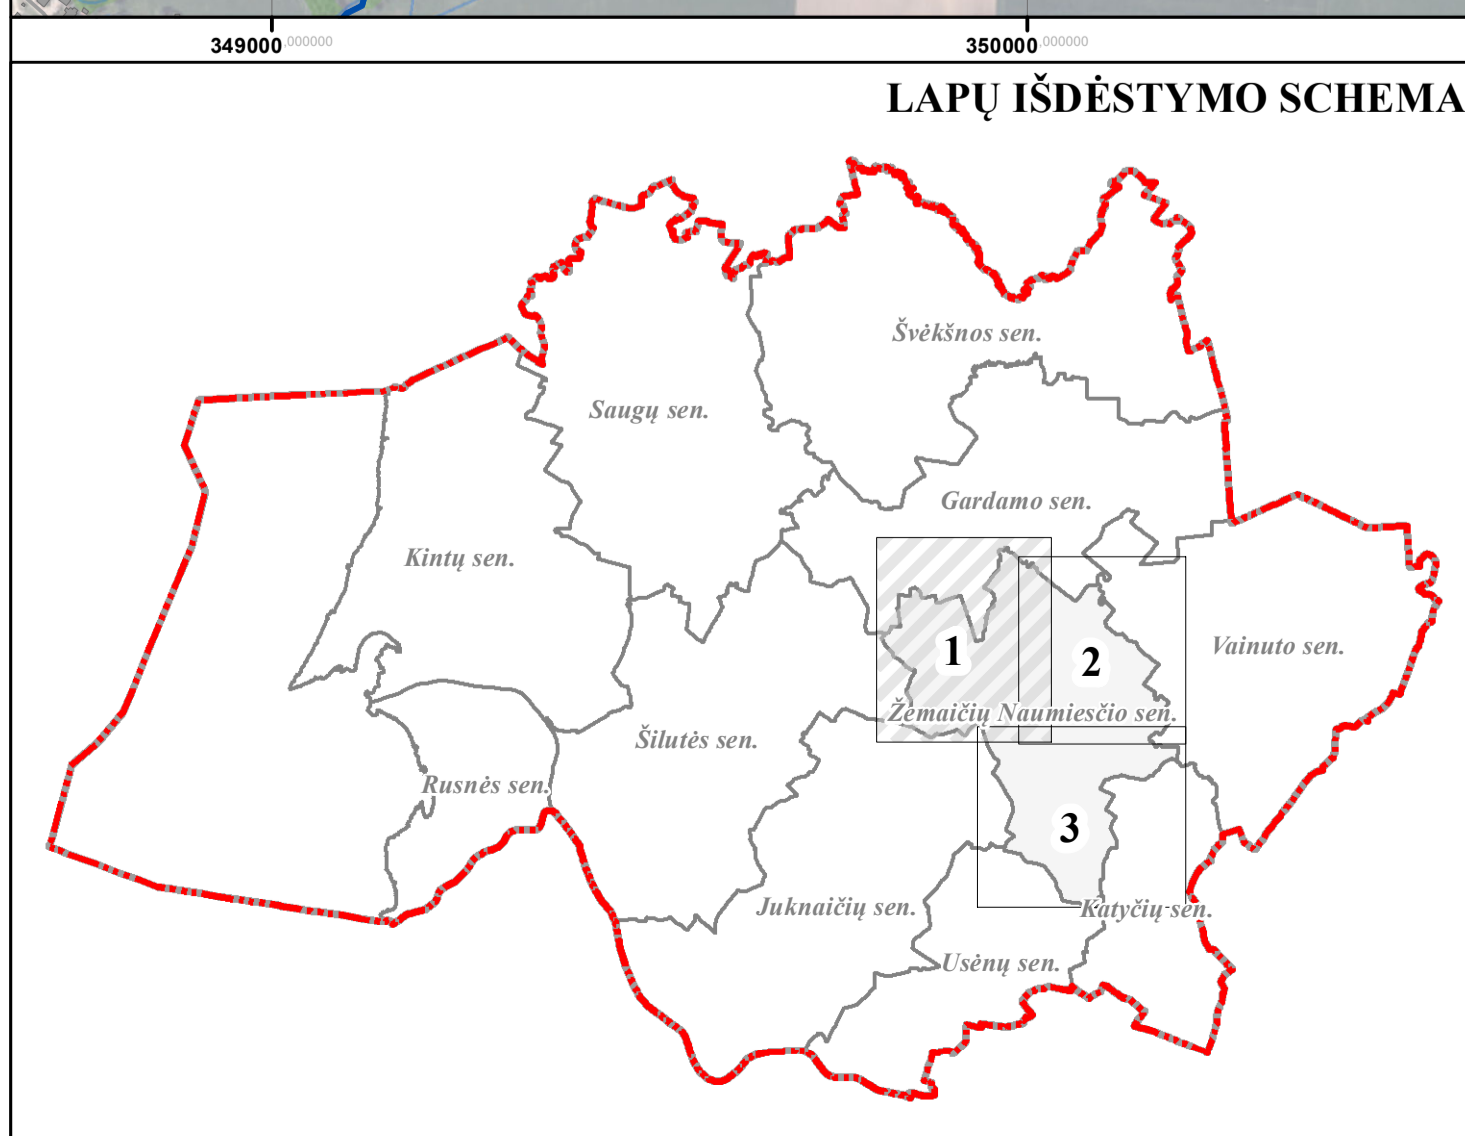 349000.000000 350000.000000
LAPŲ IŠDĖSTYMO SCHEMA
Švėkšnos sen.
Saugų sen.
Gardamo sen.
Kintų sen.
Vainuto sen.
1
2
Žemaičių Naumiesčio sen.
Šilutės sen.
Rusnės sen.
3
Juknaičių sen.
Katyčių sen.
Usėnų sen.